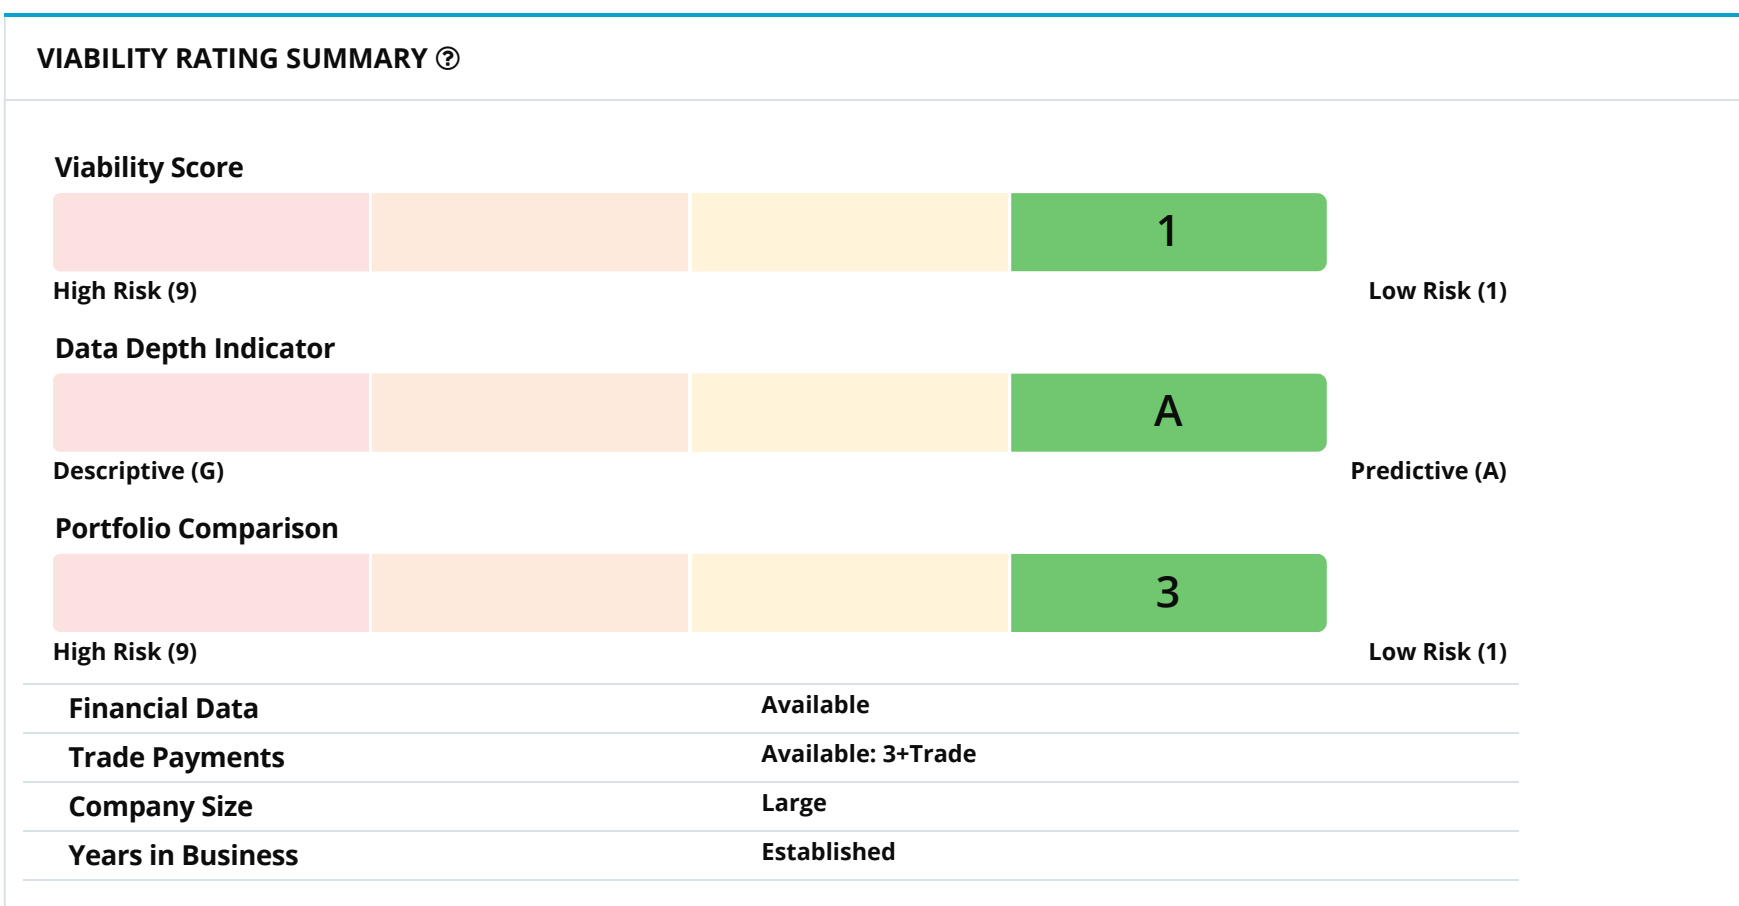 VIABILITY RATING SUMMARY ?
Viability Score
1
High Risk (9) Low Risk (1)
Data Depth Indicator
A
Descriptive (G) Predictive (A)
Portfolio Comparison
3
High Risk (9) Low Risk (1)
Financial Data Available
Trade Payments Available: 3+Trade
Company Size Large
Years in Business Established